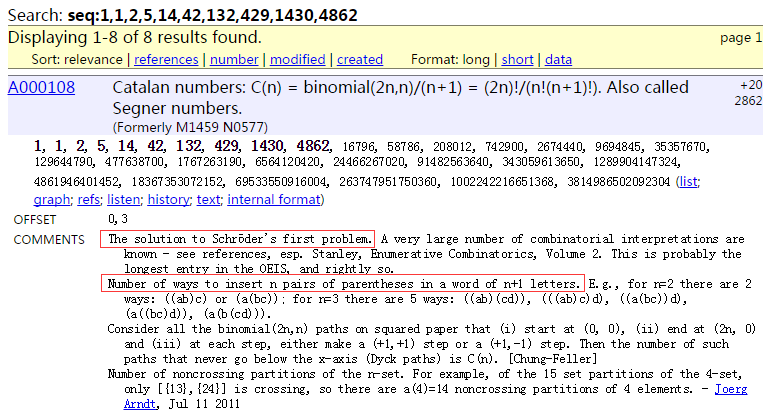 Search: seq:1,1,2,5,14,42,132,429,1430,4862
Displaying 1-8 of 8 results found. page 1
Sort: relevance | references | number | modified | created Format: long | short | data
A000108 Catalan numbers: C(n) = binomial(2n,n)/(n+1) = (2n)!/(n!(n+1)!). Also called +20
Segner numbers. 2862
(Formerly M1459 N0577)
1, 1, 2, 5, 14, 42, 132, 429, 1430, 4862, 16796, 58786, 208012, 742900, 2674440, 9694845, 35357670,
129644790, 477638700, 1767263190, 6564120420, 24466267020, 91482563640, 343059613650, 1289904147324,
4861946401452, 18367353072152, 69533550916004, 263747951750360, 1002242216651368, 3814986502092304 (list;
graph; refs; listen; history; text; internal format)
OFFSET 0,3
COMMENTS The solution to Schröder's first problem. A very large number of combinatorial interpretations are
known - see references, esp. Stanley, Enumerative Combinatorics, Volume 2. This is probably the
longest entry in the OEIS, and rightly so.
Number of ways to insert n pairs of parentheses in a word of n+1 letters. E.g., for n=2 there are 2
ways: ((ab)c) or (a(bc)); for n=3 there are 5 ways: ((ab)(cd)), (((ab)c)d), ((a(bc))d),
(a((bc)d)), (a(b(cd))).
Consider all the binomial(2n,n) paths on squared paper that (i) start at (0, 0), (ii) end at (2n, 0)
and (iii) at each step, either make a (+1,+1) step or a (+1,-1) step. Then the number of such
paths that never go below the x-axis (Dyck paths) is C(n). [Chung-Feller]
Number of noncrossing partitions of the n-set. For example, of the 15 set partitions of the 4-set,
only [{13},{24}] is crossing, so there are a(4)=14 noncrossing partitions of 4 elements. - Joerg
Arndt, Jul 11 2011